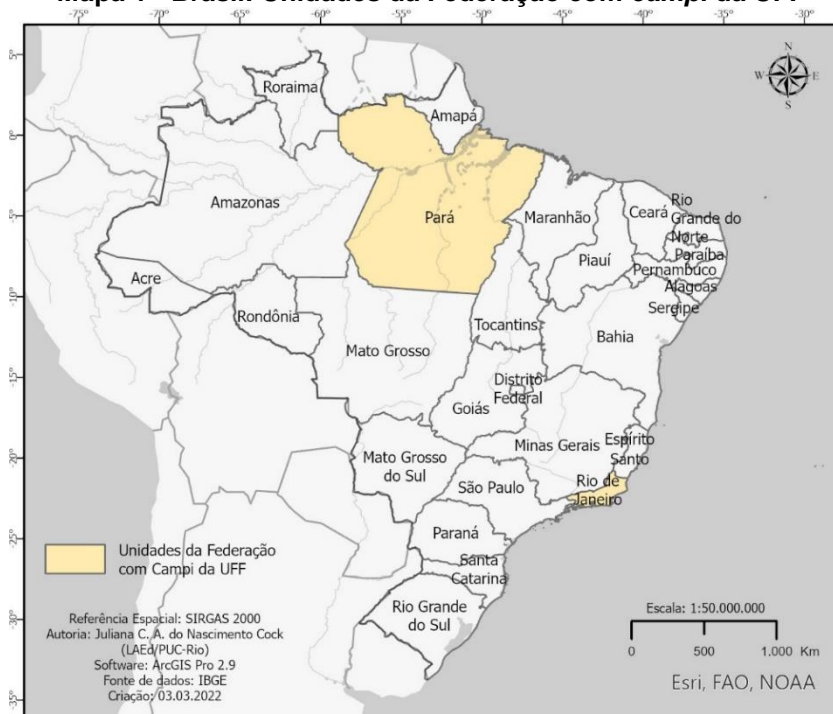 Mapa 1 - Brasil: Unidades da Federação com campi da UFF
-75° -70° -65° -60° -55° -50° -45° -40° -35° -30°
5°
0°
-5°
-10°
-15°
-20°
-25°
-30°
-35°
N
W E
S
Roraima
Amapá
Amazonas
Pará
Maranhão
Ceará
Rio
Grande do
Norte
Paraíba
Piauí
Pernambuco
Alagoas
Sergipe
Acre
Rondônia
Tocantins
Bahia
Mato Grosso
Distrito
Federal
Goiás
Minas Gerais
Espírito
Santo
Mato Grosso
do Sul
São Paulo
Rio de
Janeiro
Paraná
Santa
Catarina
Rio Grande
do Sul
Unidades da Federação
com Campi da UFF
Referência Espacial: SIRGAS 2000
Autoria: Juliana C. A. do Nascimento Cock
(LAEd/PUC-Rio)
Software: ArcGIS Pro 2.9
Fonte de dados: IBGE
Criação: 03.03.2022
Escala: 1:50.000.000
0 500 1.000 Km
Esri, FAO, NOAA